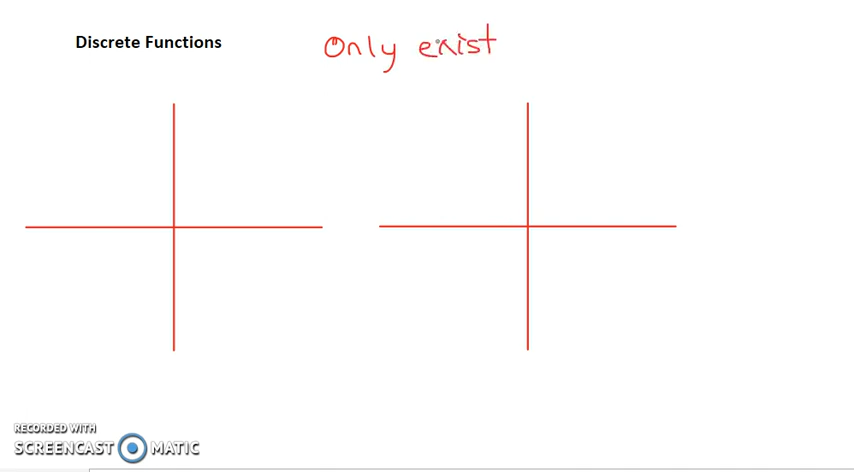 Discrete Functions
Only exist
RECORDED WITH
SCREENCAST MATIC